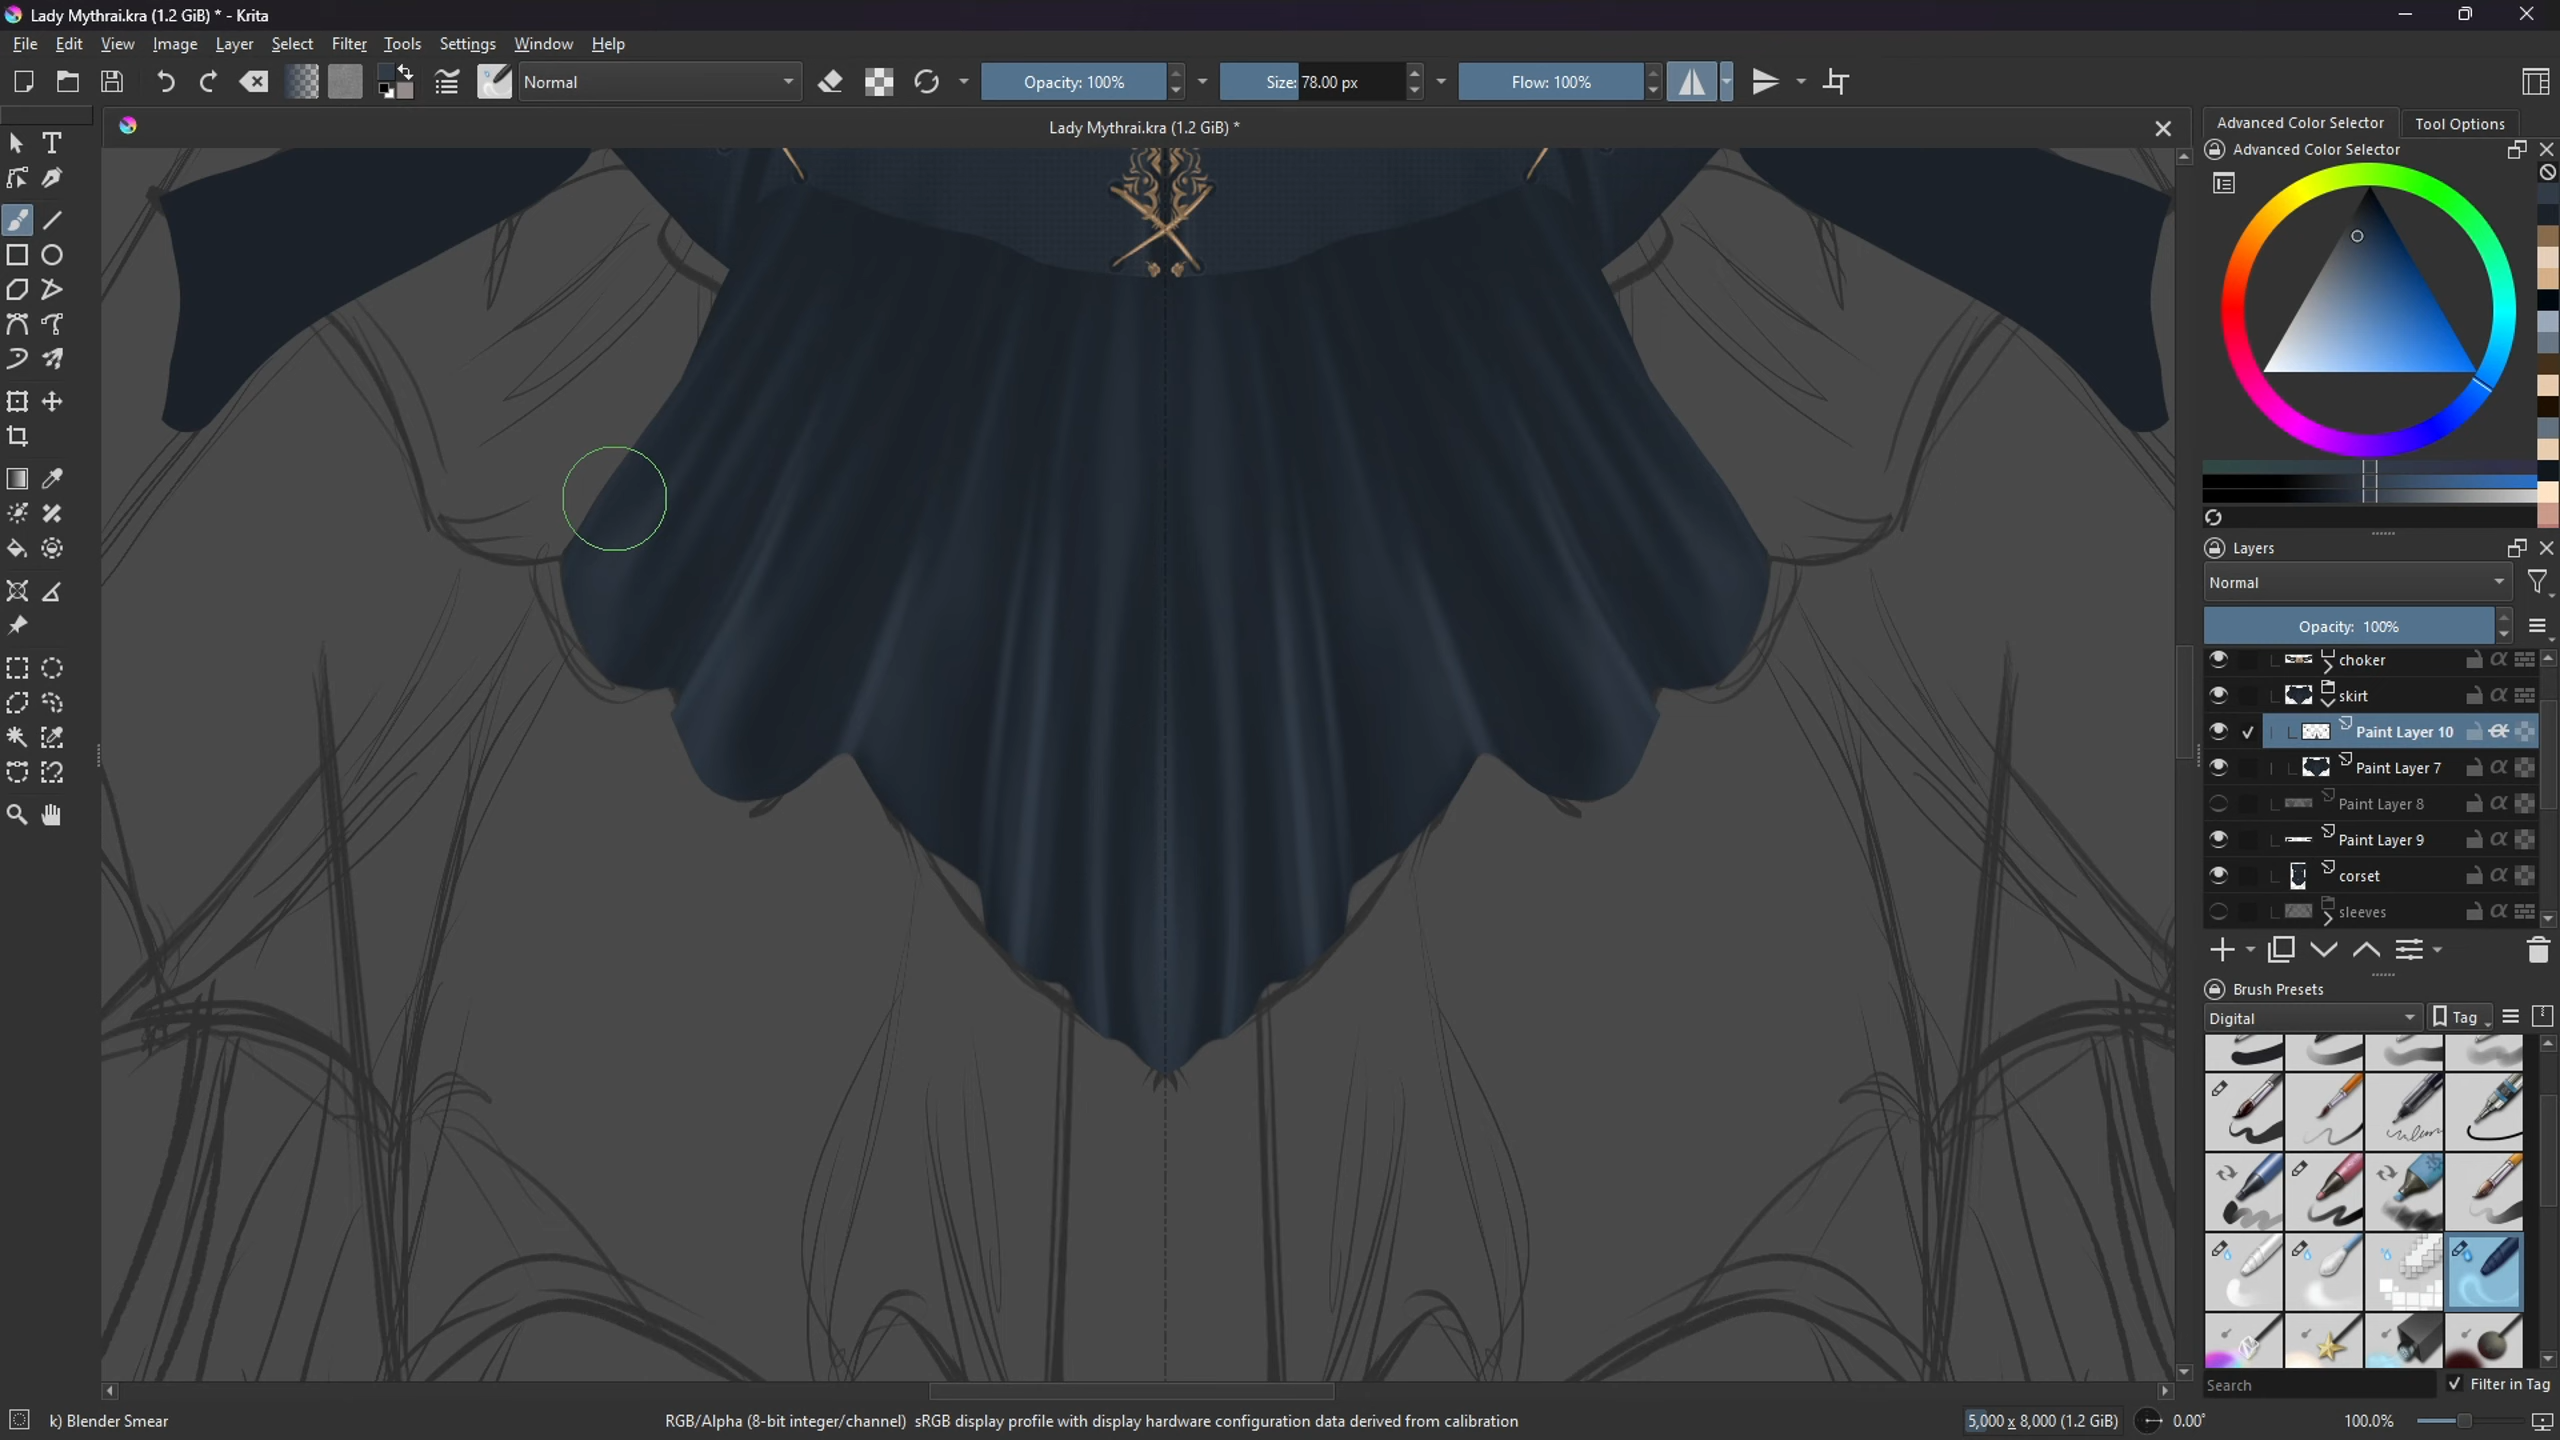 Lady Mythrai.kra (1.2 GiB) * - Krita
File Edit View Image Layer Select Filter Tools Settings Window Help
Normal Opacity: 100% Size: 78.00 px Flow: 100%
Lady Mythrai.kra (1.2 GiB) *
Advanced Color Selector Tool Options
Advanced Color Selector
Layers
Normal
Opacity: 100%
choker
skirt
Paint Layer 10
Paint Layer 7
Paint Layer 8
Paint Layer 9
corset
sleeves
Brush Presets
Digital Tag
Search Filter in Tag
k) Blender Smear RGB/Alpha (8-bit integer/channel) sRGB display profile with display hardware configuration data derived from calibration 5,000 x 8,000 (1.2 GiB) 0.00° 100.0%